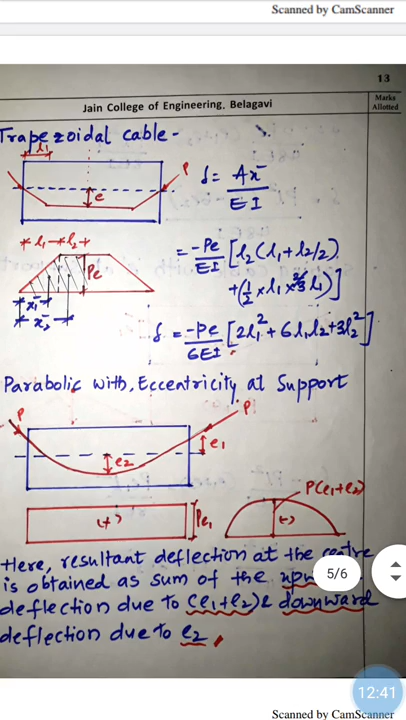 Scanned by CamScanner
13
Jain College of Engineering, Belagavi
Marks Allotted
Trapezoidal cable -
l₁
P
e
δ = Ax̄ / EI
* l₁ * l₂ *
Pe
= -Pe/EI [l₂(l₁+l₂/2)
+(½ × l₁ × ⅔ l₁)]
x̄₁
x̄₂
δ = -Pe/6EI [2l₁² + 6l₁l₂ + 3l₂²]
Parabolic with, Eccentricity at Support
P
P
e₁
e₂
P(e₁+e₂)
(+)
Pe₁
(-)
Here, resultant deflection at the centre
is obtained as sum of the
5/6
deflection due to (e₁+e₂) & downward
deflection due to e₂.
12:41
Scanned by CamScanner